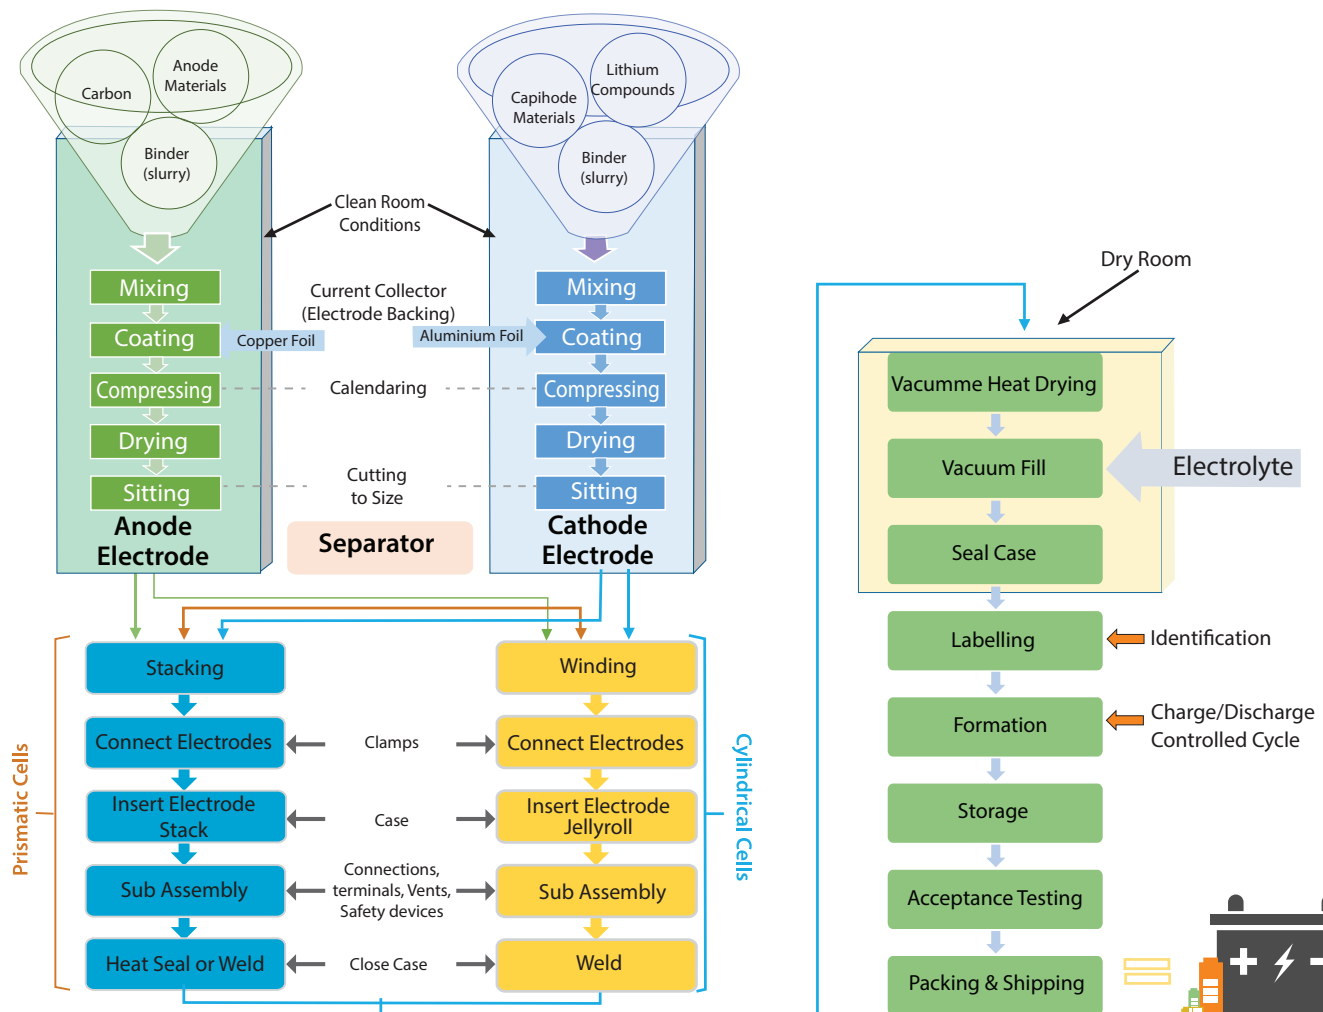 Carbon
Anode
Materials
Binder
(slurry)
Capihode
Materials
Lithium
Compounds
Binder
(slurry)
Clean Room
Conditions
Mixing
Coating
Compressing
Drying
Sitting
Anode
Electrode
Current Collector
(Electrode Backing)
Copper Foil
Aluminium Foil
Calendaring
Cutting
to Size
Separator
Mixing
Coating
Compressing
Drying
Sitting
Cathode
Electrode
Prismatic Cells
Stacking
Connect Electrodes
Insert Electrode
Stack
Sub Assembly
Heat Seal or Weld
Clamps
Case
Connections,
terminals, Vents,
Safety devices
Close Case
Winding
Connect Electrodes
Insert Electrode
Jellyroll
Sub Assembly
Weld
Cylindrical Cells
Dry Room
Vacumme Heat Drying
Vacuum Fill
Electrolyte
Seal Case
Labelling
Identification
Formation
Charge/Discharge
Controlled Cycle
Storage
Acceptance Testing
Packing & Shipping